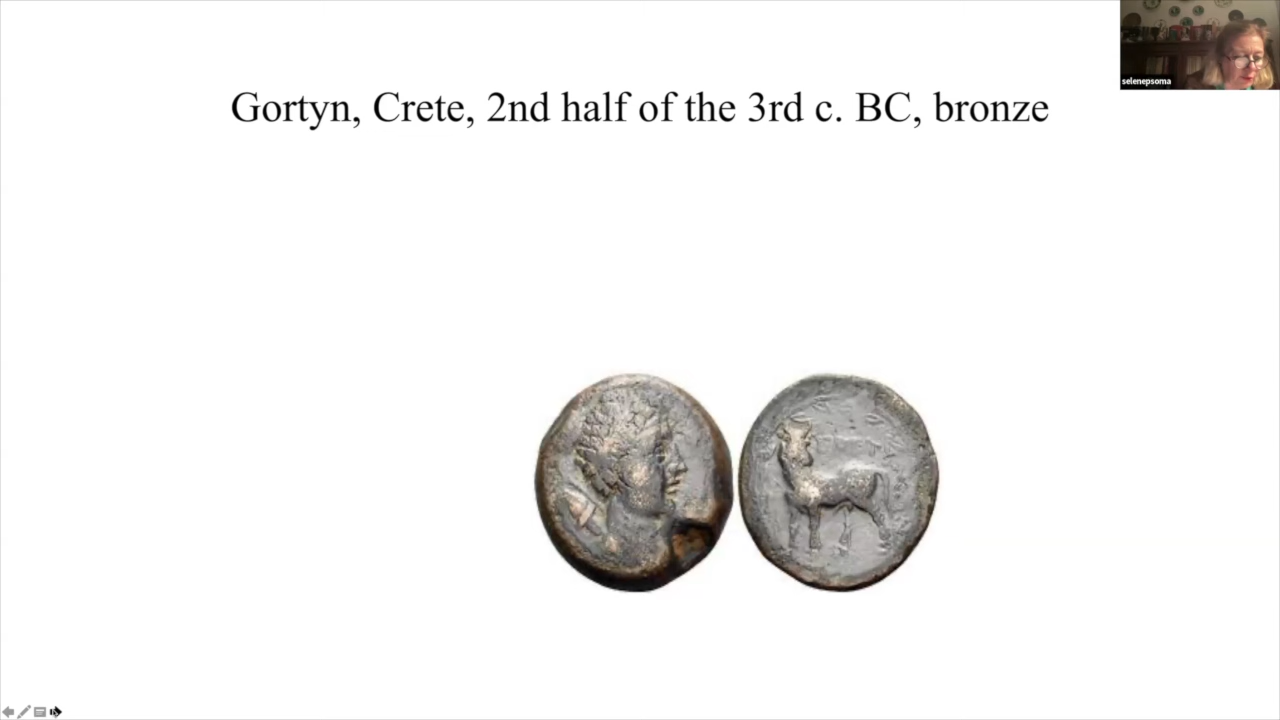 Gortyn, Crete, 2nd half of the 3rd c. BC, bronze
selenepsoma